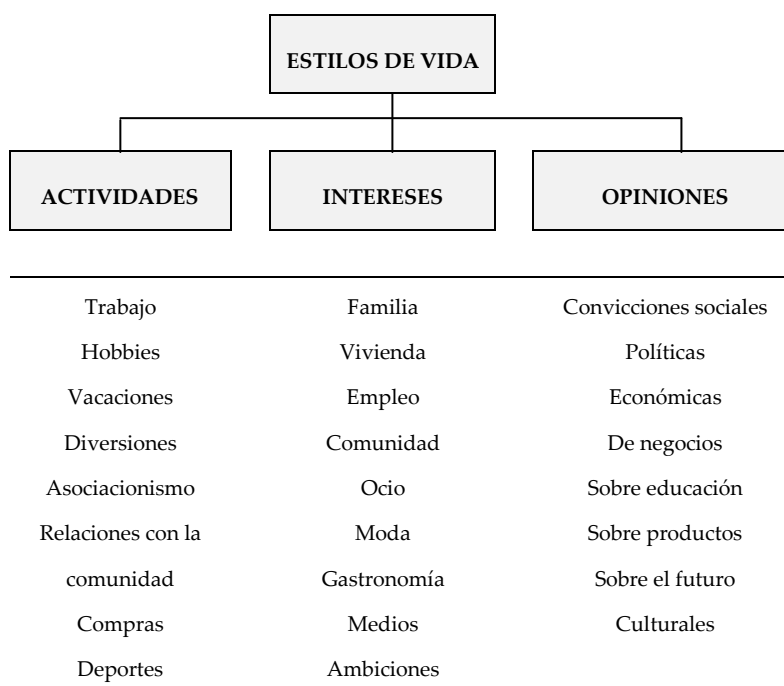 ESTILOS DE VIDA
ACTIVIDADES
INTERESES
OPINIONES
Trabajo
Hobbies
Vacaciones
Diversiones
Asociacionismo
Relaciones con la
comunidad
Compras
Deportes
Familia
Vivienda
Empleo
Comunidad
Ocio
Moda
Gastronomía
Medios
Ambiciones
Convicciones sociales
Políticas
Económicas
De negocios
Sobre educación
Sobre productos
Sobre el futuro
Culturales